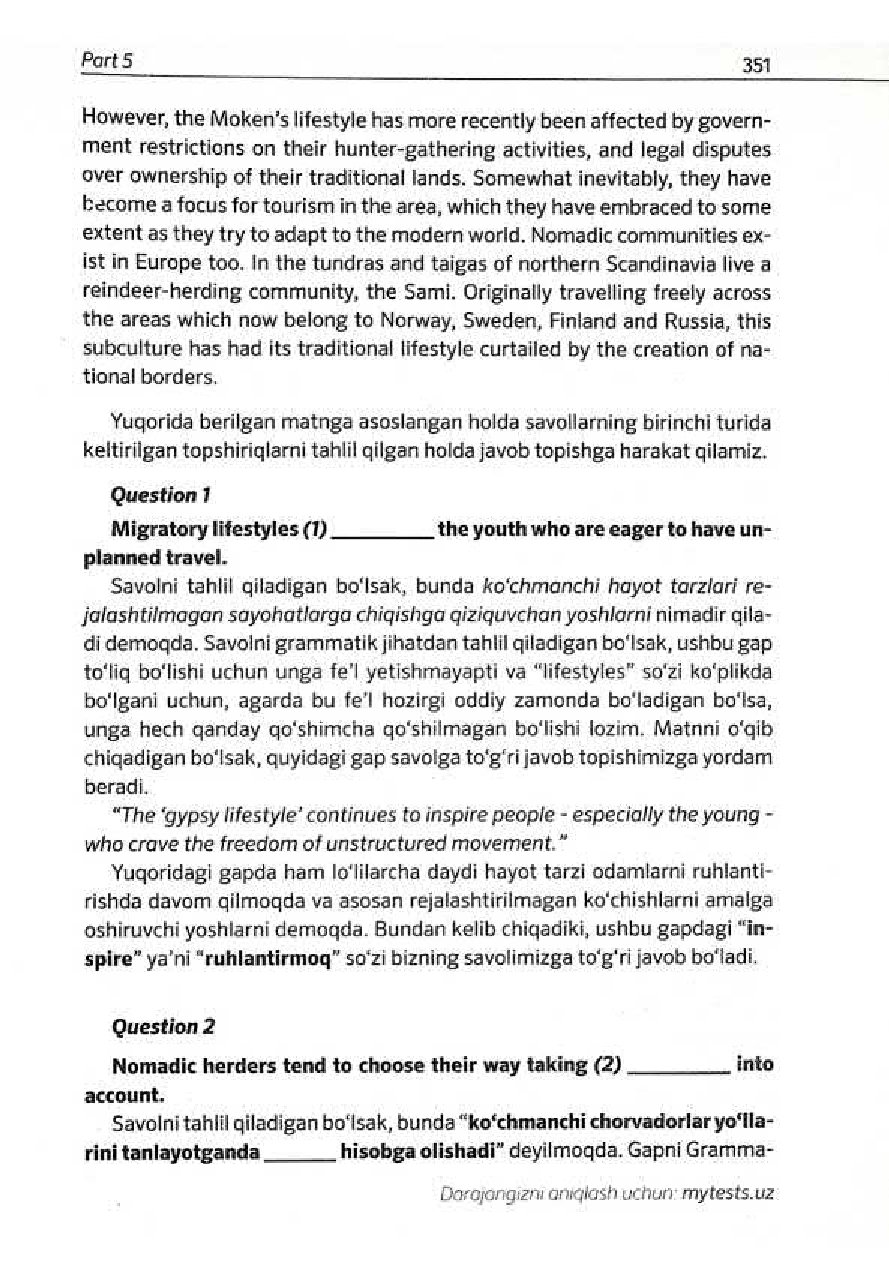 Part 5
351
However, the Moken's lifestyle has more recently been affected by govern-
ment restrictions on their hunter-gathering activities, and legal disputes
over ownership of their traditional lands. Somewhat inevitably, they have
become a focus for tourism in the area, which they have embraced to some
extent as they try to adapt to the modern world. Nomadic communities ex-
ist in Europe too. In the tundras and taigas of northern Scandinavia live a
reindeer-herding community, the Sami. Originally travelling freely across
the areas which now belong to Norway, Sweden, Finland and Russia, this
subculture has had its traditional lifestyle curtailed by the creation of na-
tional borders.
Yuqorida berilgan matnga asoslangan holda savollarning birinchi turida
keltirilgan topshiriqlarni tahlil qilgan holda javob topishga harakat qilamiz.
Question 1
Migratory lifestyles (1) _________ the youth who are eager to have un-
planned travel.
Savolni tahlil qiladigan bo'lsak, bunda ko'chmanchi hayot tarzlari re-
jalashtilmagan sayohatlarga chiqishga qiziquvchan yoshlarni nimadir qila-
di demoqda. Savolni grammatik jihatdan tahlil qiladigan bo'lsak, ushbu gap
to'liq bo'lishi uchun unga fe'l yetishmayapti va "lifestyles" so'zi ko'plikda
bo'lgani uchun, agarda bu fe'l hozirgi oddiy zamonda bo'ladigan bo'lsa,
unga hech qanday qo'shimcha qo'shilmagan bo'lishi lozim. Matnni o'qib
chiqadigan bo'lsak, quyidagi gap savolga to'g'ri javob topishimizga yordam
beradi.
"The 'gypsy lifestyle' continues to inspire people - especially the young -
who crave the freedom of unstructured movement."
Yuqoridagi gapda ham lo'lilarcha daydi hayot tarzi odamlarni ruhlanti-
rishda davom qilmoqda va asosan rejalashtirilmagan ko'chishlarni amalga
oshiruvchi yoshlarni demoqda. Bundan kelib chiqadiki, ushbu gapdagi "in-
spire" ya'ni "ruhlantirmoq" so'zi bizning savolimizga to'g'ri javob bo'ladi.
Question 2
Nomadic herders tend to choose their way taking (2) _________ into
account.
Savolni tahlil qiladigan bo'lsak, bunda "ko'chmanchi chorvadorlar yo'lla-
rini tanlayotganda ______ hisobga olishadi" deyilmoqda. Gapni Gramma-
Darajangizni aniqlash uchun: mytests.uz